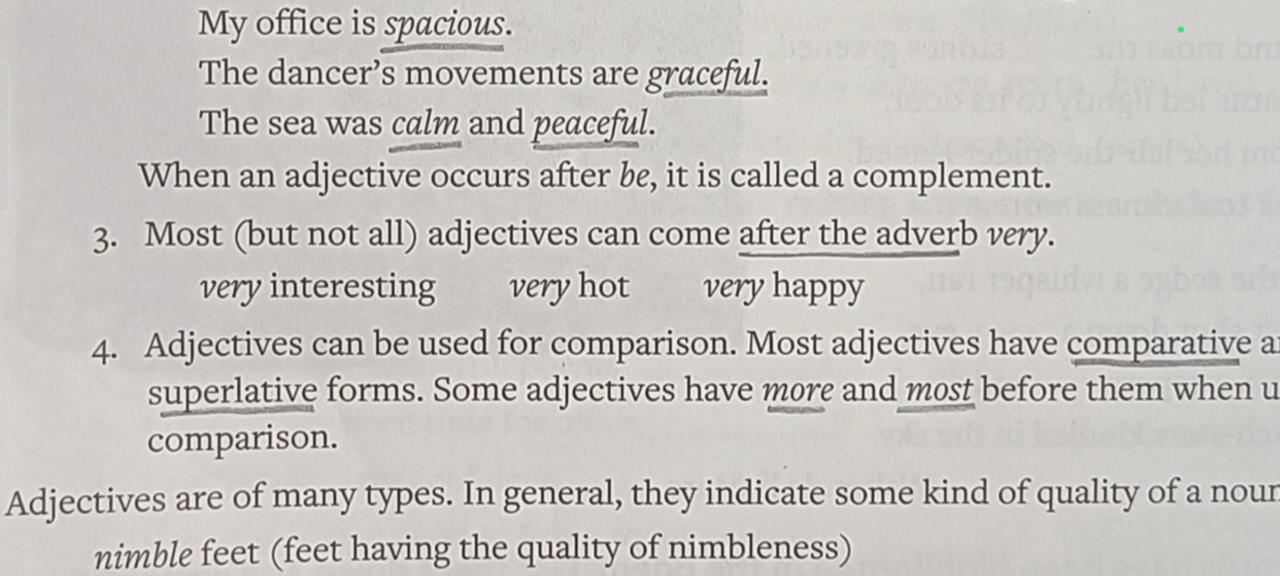 My office is spacious.
The dancer’s movements are graceful.
The sea was calm and peaceful.
When an adjective occurs after be, it is called a complement.
3. Most (but not all) adjectives can come after the adverb very.
very interesting very hot very happy
4. Adjectives can be used for comparison. Most adjectives have comparative
superlative forms. Some adjectives have more and most before them when
comparison.
Adjectives are of many types. In general, they indicate some kind of quality of a
nimble feet (feet having the quality of nimbleness)